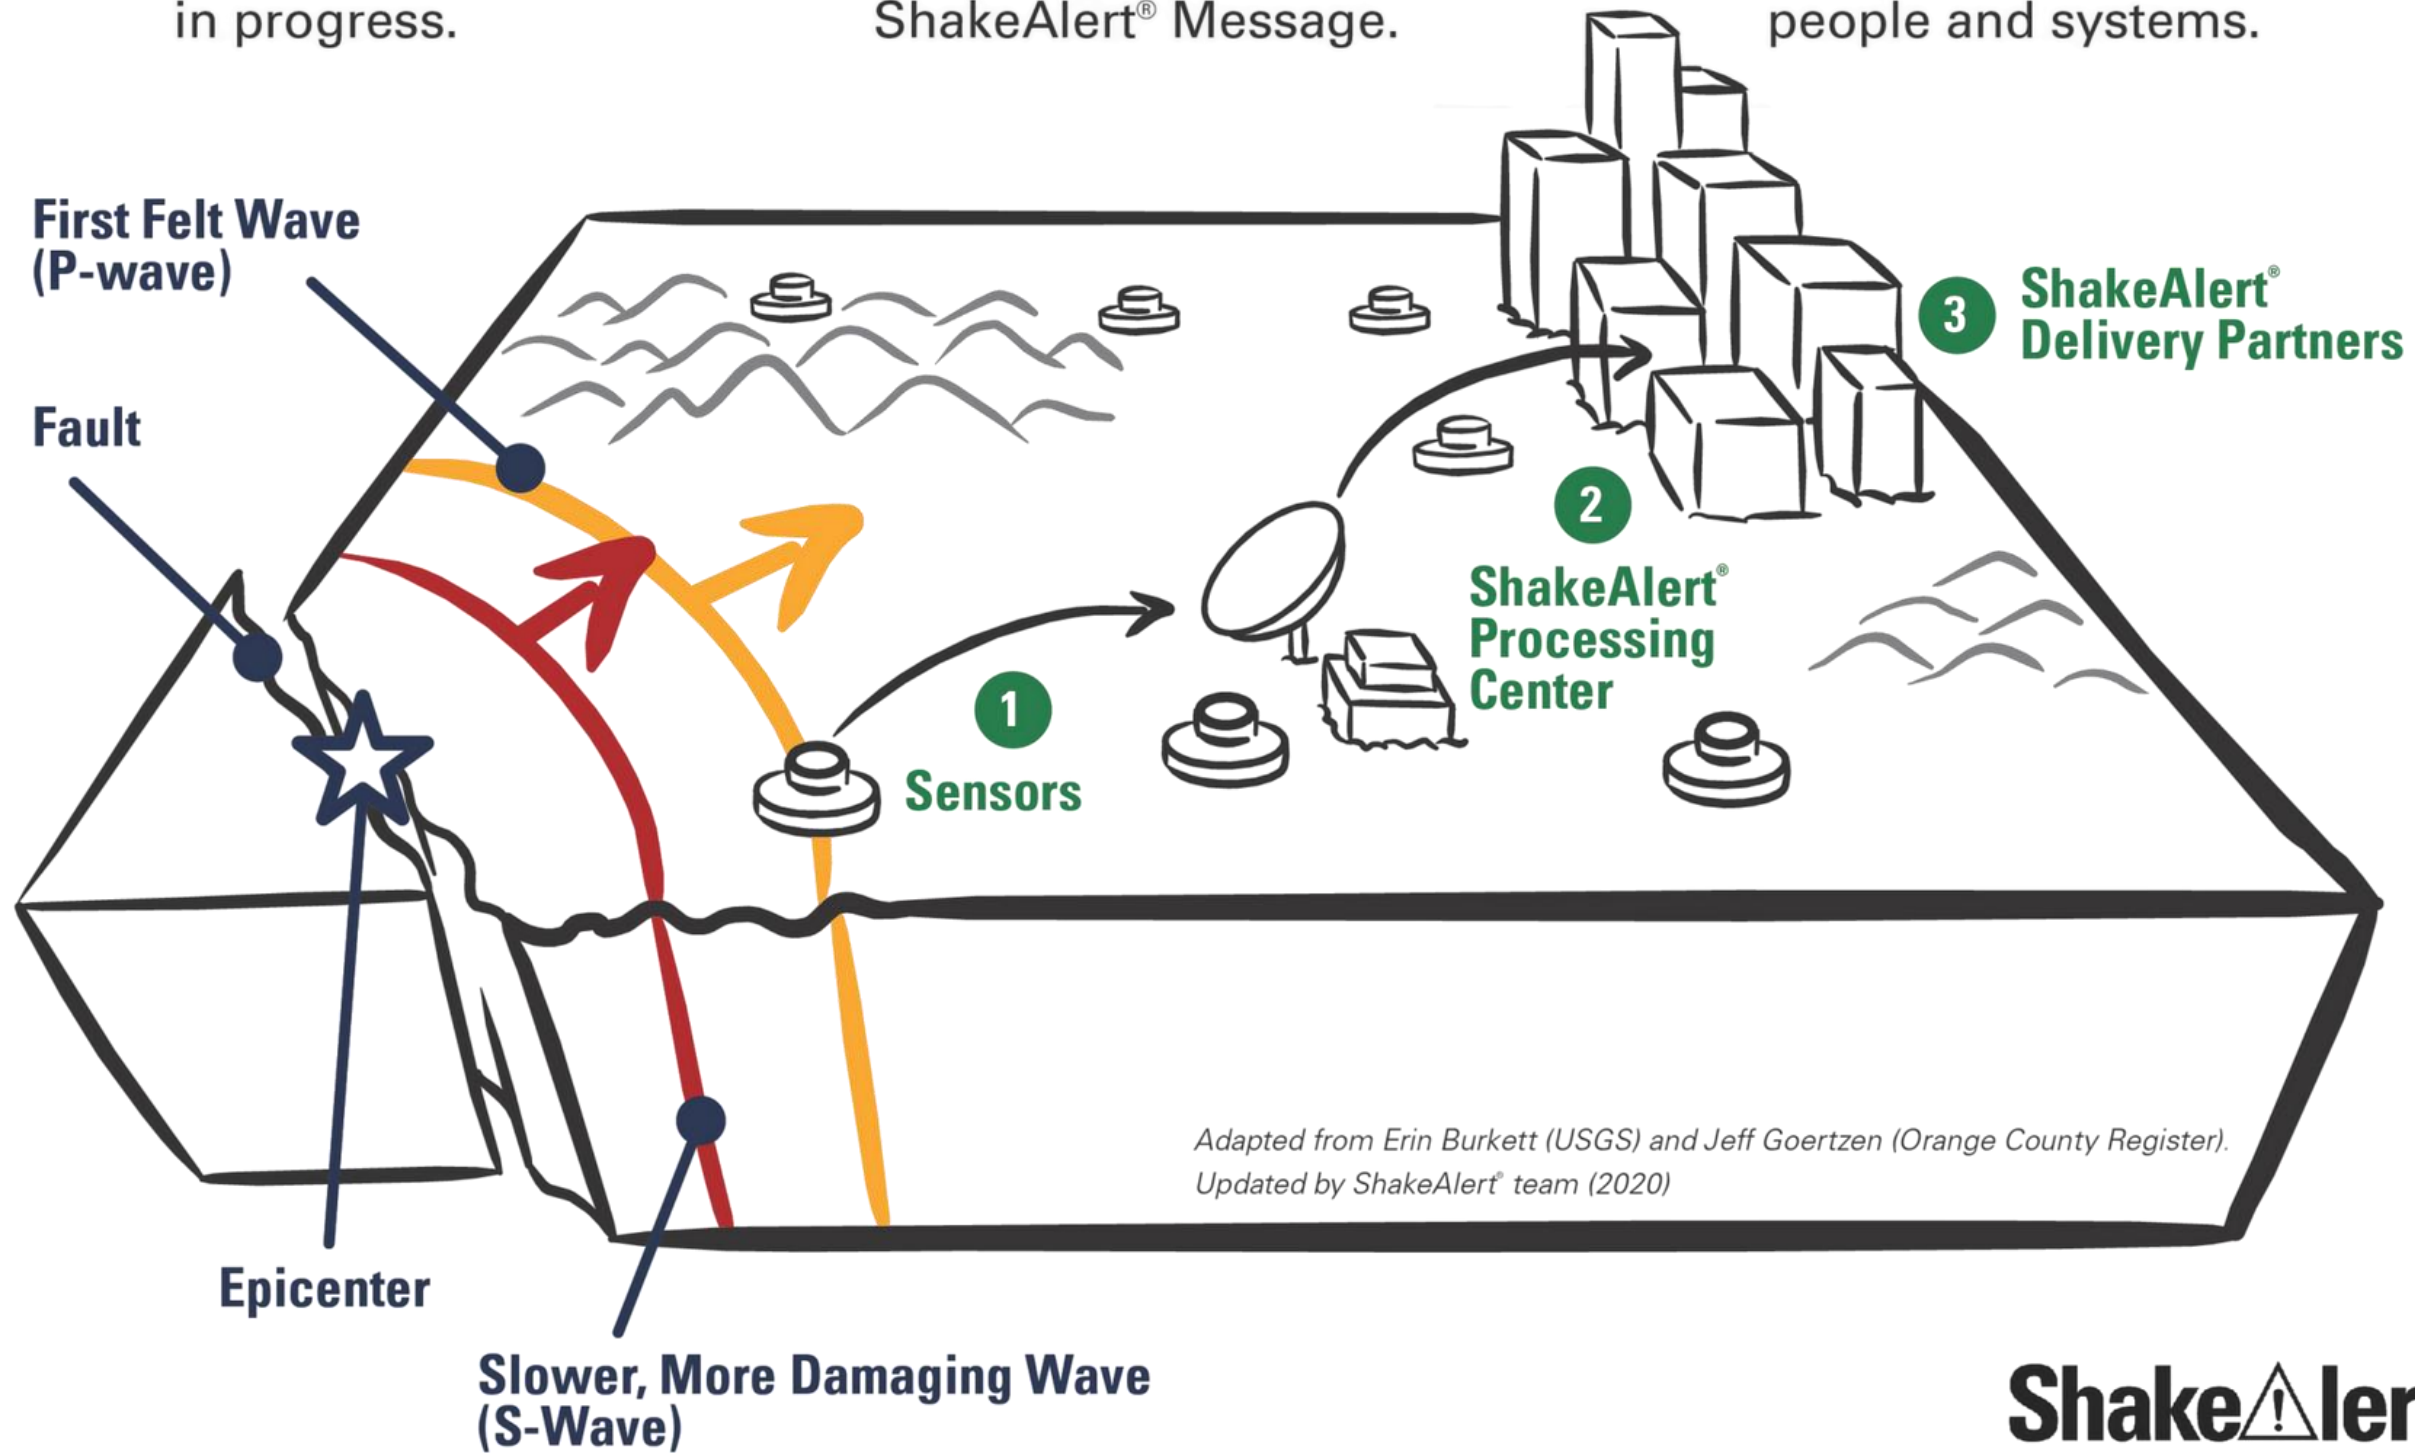 in progress.
ShakeAlert® Message.
people and systems.
First Felt Wave
(P-wave)
Fault
3
ShakeAlert®
Delivery Partners
2
ShakeAlert®
Processing
Center
1
Sensors
Adapted from Erin Burkett (USGS) and Jeff Goertzen (Orange County Register).
Updated by ShakeAlert® team (2020)
Epicenter
Slower, More Damaging Wave
(S-Wave)
Shake⚠ler